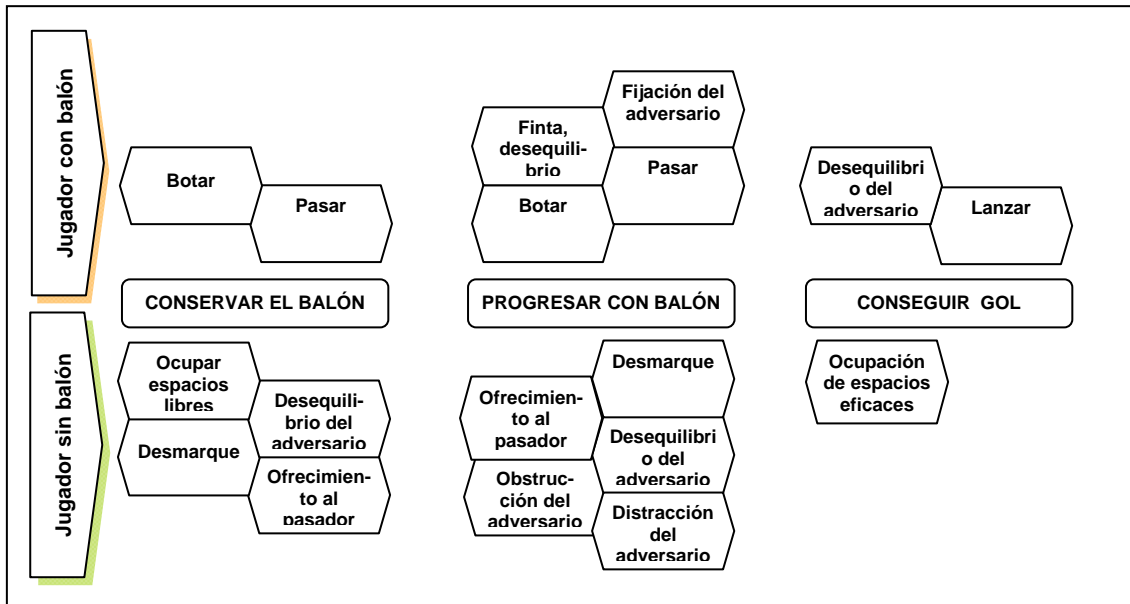 Jugador con balón
Botar
Pasar
Finta,
desequili-
brio
Botar
Fijación del
adversario
Pasar
Desequilibri
o del
adversario
Lanzar
CONSERVAR EL BALÓN
PROGRESAR CON BALÓN
CONSEGUIR GOL
Jugador sin balón
Ocupar
espacios
libres
Desmarque
Desequili-
brio del
adversario
Ofrecimien-
to al
pasador
Ofrecimien-
to al
pasador
Obstruc-
ción del
adversario
Desmarque
Desequilibri
o del
adversario
Distracción
del
adversario
Ocupación
de espacios
eficaces